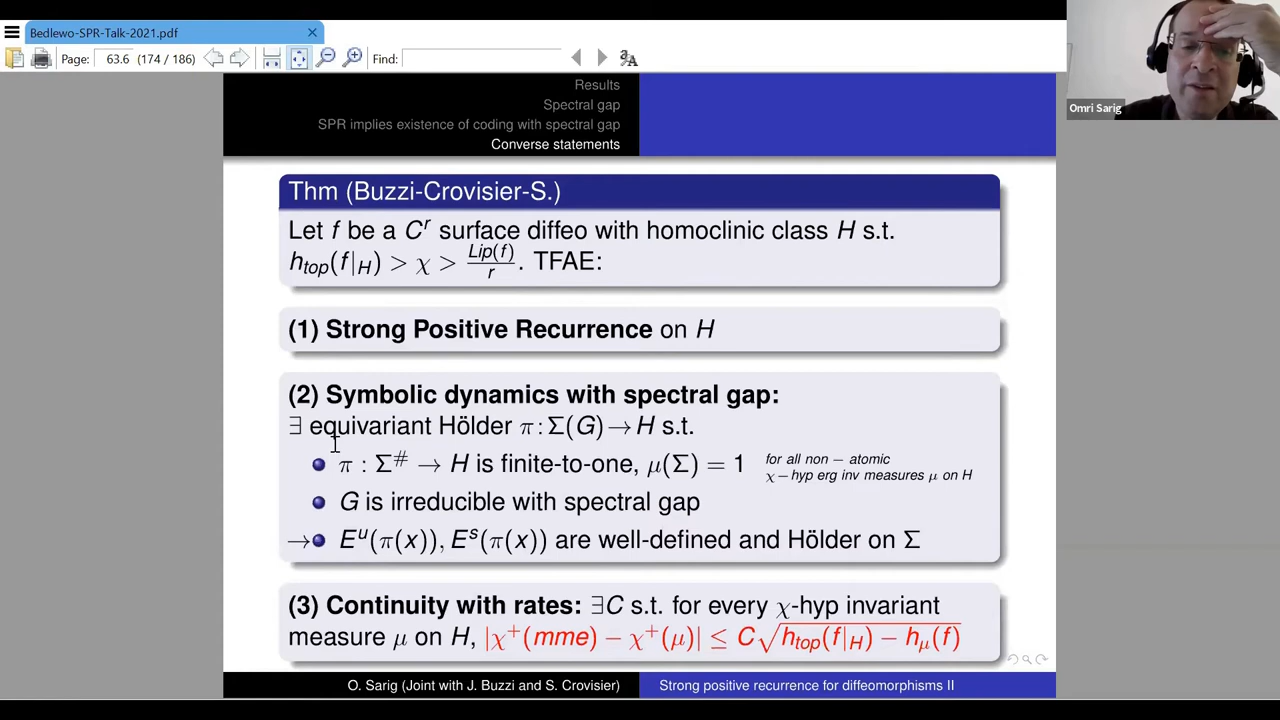 Bedlewo-SPR-Talk-2021.pdf
Page: 63.6 (174 / 186) Find:
Omri Sarig
Results
Spectral gap
SPR implies existence of coding with spectral gap
Converse statements
Thm (Buzzi-Crovisier-S.)
Let f be a C^r surface diffeo with homoclinic class H s.t.
h_top(f|_H) > χ > Lip(f)/r. TFAE:
(1) Strong Positive Recurrence on H
(2) Symbolic dynamics with spectral gap:
∃ equivariant Hölder π : Σ(G) → H s.t.
π : Σ^# → H is finite-to-one, μ(Σ) = 1 for all non − atomic
χ−hyp erg inv measures μ on H
G is irreducible with spectral gap
→ E^u(π(x)), E^s(π(x)) are well-defined and Hölder on Σ
(3) Continuity with rates: ∃C s.t. for every χ-hyp invariant
measure μ on H, |χ^+(mme) − χ^+(μ)| ≤ C√(h_top(f|_H) − h_μ(f))
O. Sarig (Joint with J. Buzzi and S. Crovisier) Strong positive recurrence for diffeomorphisms II